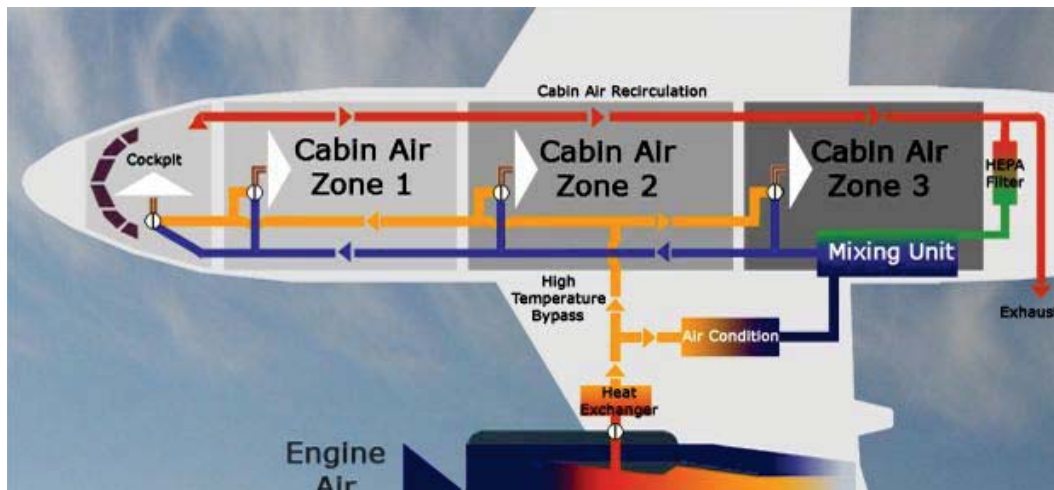 Cabin Air Recirculation
Cockpit
Cabin Air
Zone 1
Cabin Air
Zone 2
Cabin Air
Zone 3
HEPA
Filter
Mixing Unit
High
Temperature
Bypass
Exhaust
Air Condition
Heat
Exchanger
Engine
Air